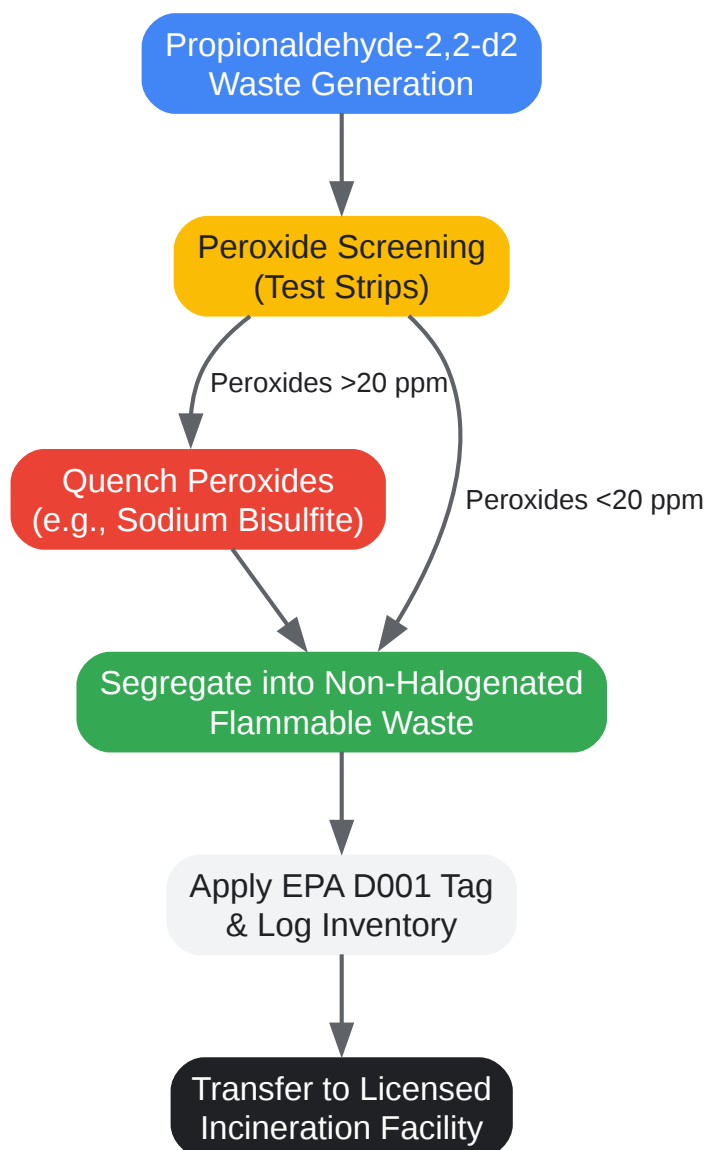 Propionaldehyde-2,2-d2
Waste Generation
Peroxide Screening
(Test Strips)
Peroxides >20 ppm
Quench Peroxides
(e.g., Sodium Bisulfite)
Peroxides <20 ppm
Segregate into Non-Halogenated
Flammable Waste
Apply EPA D001 Tag
& Log Inventory
Transfer to Licensed
Incineration Facility